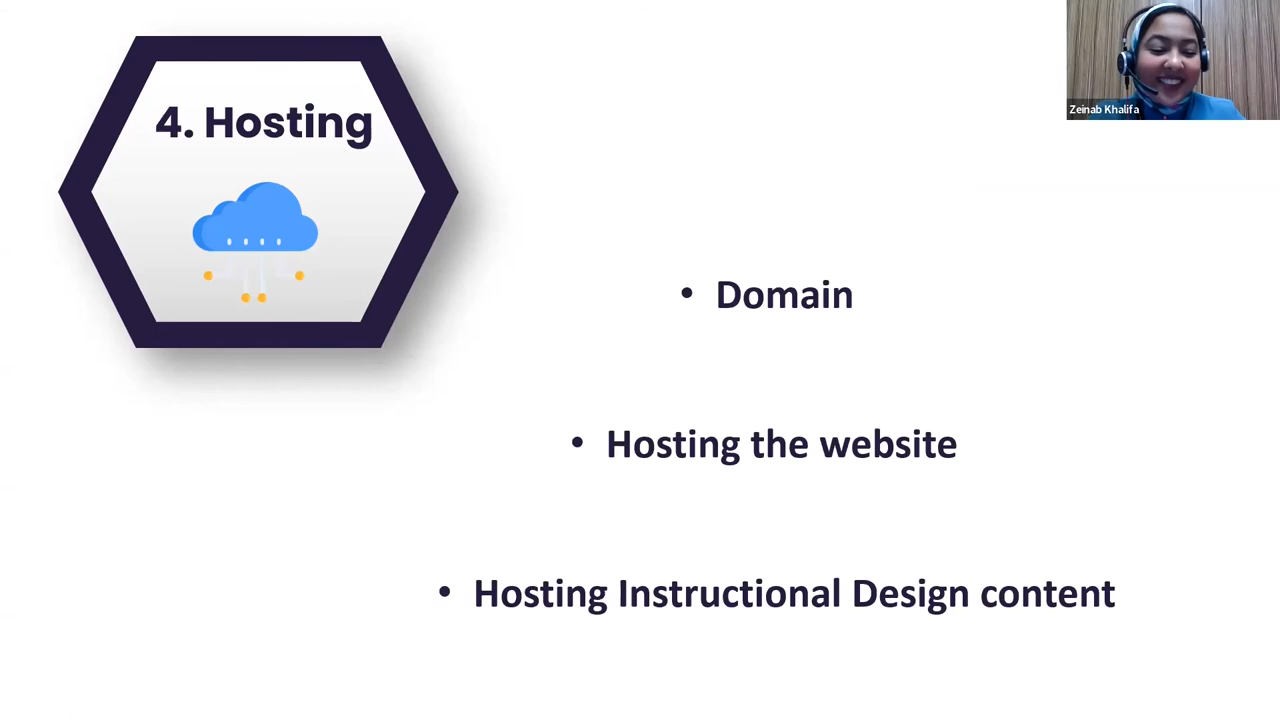 4. Hosting
Zeinab Khalifa
• Domain
• Hosting the website
• Hosting Instructional Design content